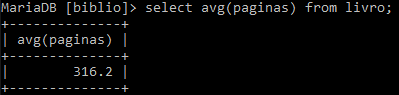 MariaDB [biblio]> select avg(paginas) from livro;
+--------------+
| avg(paginas) |
+--------------+
|        316.2 |
+--------------+